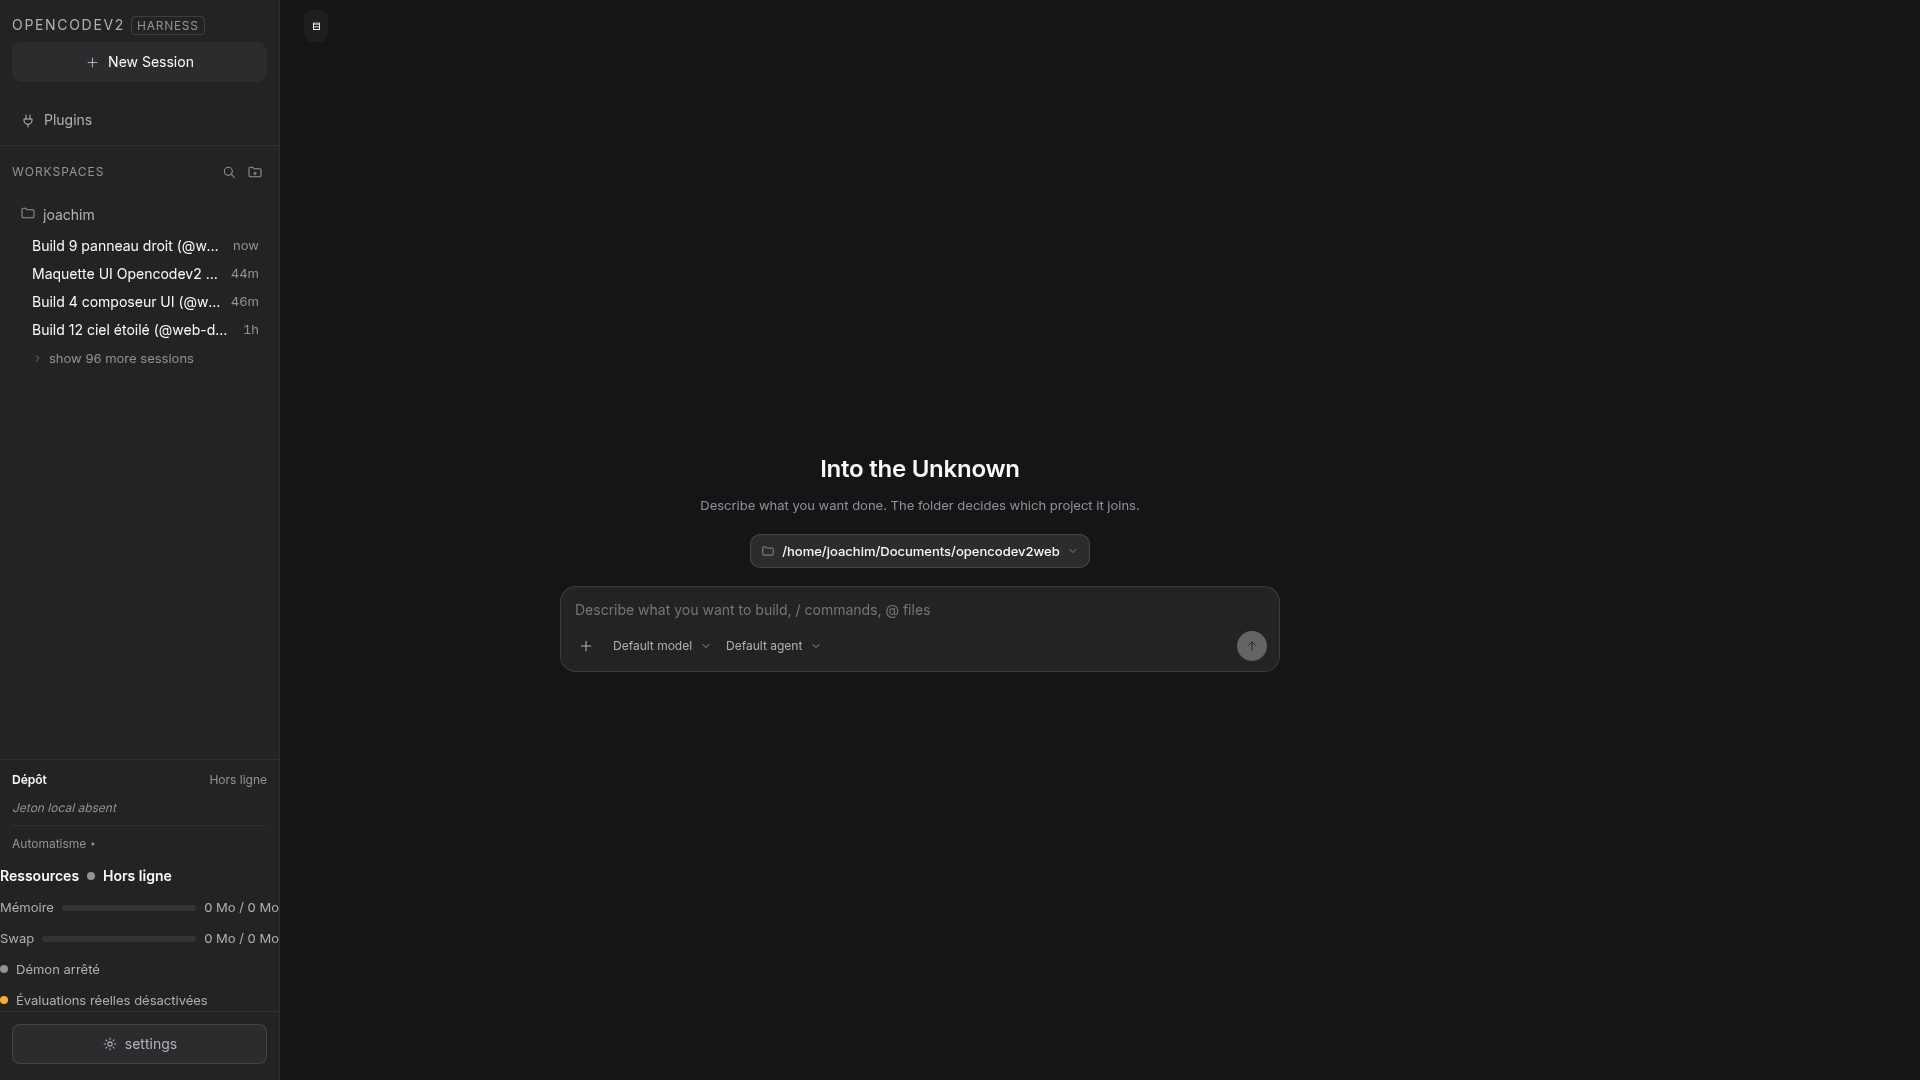 OPENCODEV2 HARNESS
New Session
Plugins
WORKSPACES
joachim
Build 9 panneau droit (@w... now
Maquette UI Opencodev2 ... 44m
Build 4 composeur UI (@w... 46m
Build 12 ciel étoilé (@web-d... 1h
show 96 more sessions
Into the Unknown
Describe what you want done. The folder decides which project it joins.
/home/joachim/Documents/opencodev2web
Describe what you want to build, / commands, @ files
Default model Default agent
Dépôt Hors ligne
Jeton local absent
Automatisme
Ressources Hors ligne
Mémoire 0 Mo / 0 Mo
Swap 0 Mo / 0 Mo
Démon arrêté
Évaluations réelles désactivées
settings